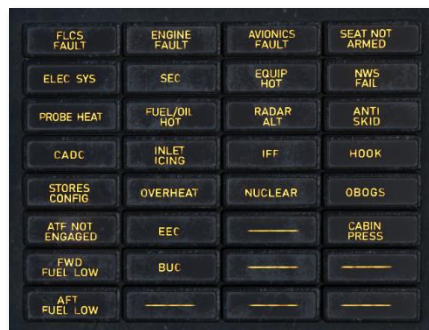 FLCS FAULT
ENGINE FAULT
AVIONICS FAULT
SEAT NOT ARMED
ELEC SYS
SEC
EQUIP HOT
NWS FAIL
PROBE HEAT
FUEL/OIL HOT
RADAR ALT
ANTI SKID
CADC
INLET ICING
IFF
HOOK
STORES CONFIG
OVERHEAT
NUCLEAR
OBOGS
ATF NOT ENGAGED
EEC
CABIN PRESS
FWD FUEL LOW
BUC
AFT FUEL LOW